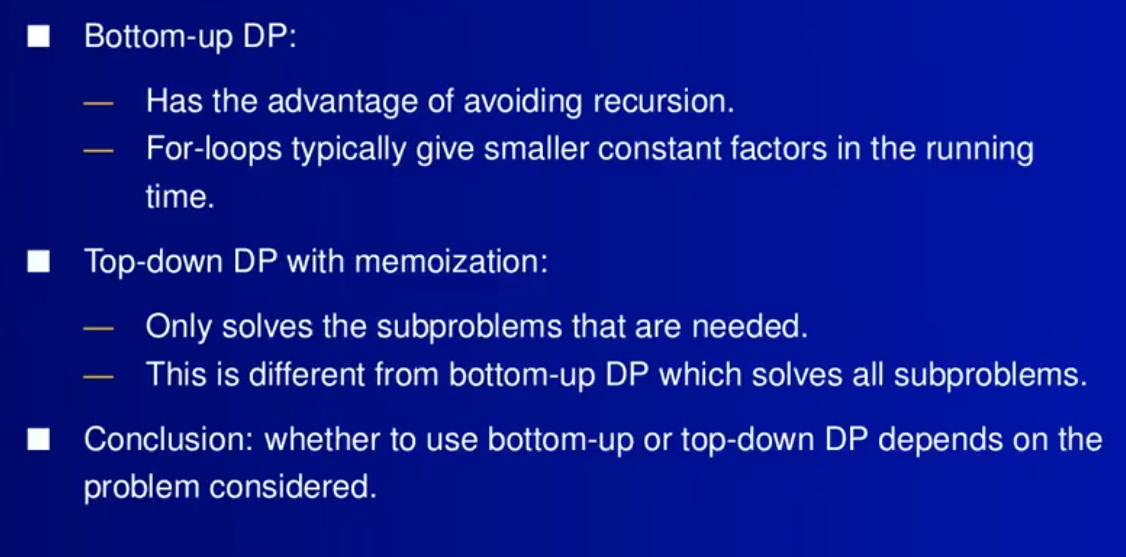 ■ Bottom-up DP:
— Has the advantage of avoiding recursion.
— For-loops typically give smaller constant factors in the running
time.
■ Top-down DP with memoization:
— Only solves the subproblems that are needed.
— This is different from bottom-up DP which solves all subproblems.
■ Conclusion: whether to use bottom-up or top-down DP depends on the
problem considered.